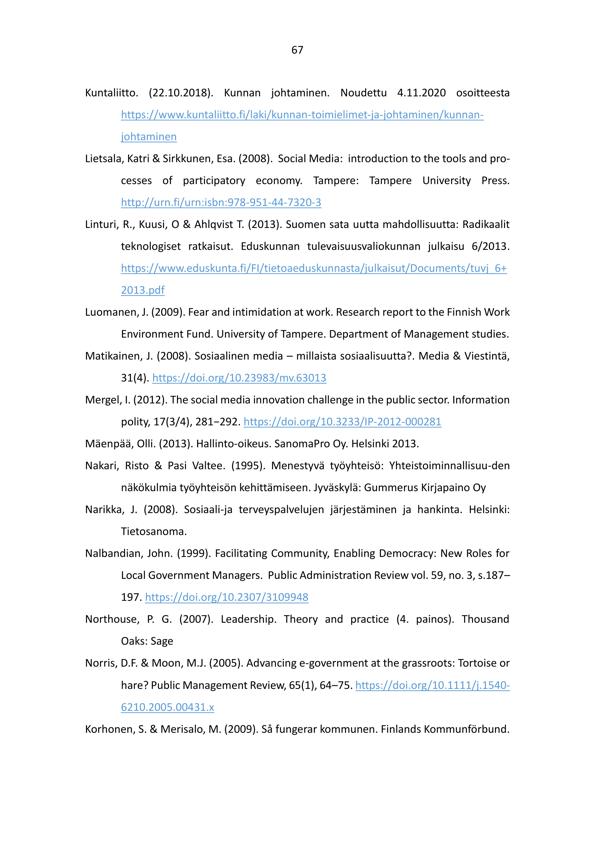 67
Kuntaliitto. (22.10.2018). Kunnan johtaminen. Noudettu 4.11.2020 osoitteesta
https://www.kuntaliitto.fi/laki/kunnan-toimielimet-ja-johtaminen/kunnan-
johtaminen
Lietsala, Katri & Sirkkunen, Esa. (2008). Social Media: introduction to the tools and pro-
cesses of participatory economy. Tampere: Tampere University Press.
http://urn.fi/urn:isbn:978-951-44-7320-3
Linturi, R., Kuusi, O & Ahlqvist T. (2013). Suomen sata uutta mahdollisuutta: Radikaalit
teknologiset ratkaisut. Eduskunnan tulevaisuusvaliokunnan julkaisu 6/2013.
https://www.eduskunta.fi/FI/tietoaeduskunnasta/julkaisut/Documents/tuvj_6+
2013.pdf
Luomanen, J. (2009). Fear and intimidation at work. Research report to the Finnish Work
Environment Fund. University of Tampere. Department of Management studies.
Matikainen, J. (2008). Sosiaalinen media – millaista sosiaalisuutta?. Media & Viestintä,
31(4). https://doi.org/10.23983/mv.63013
Mergel, I. (2012). The social media innovation challenge in the public sector. Information
polity, 17(3/4), 281–292. https://doi.org/10.3233/IP-2012-000281
Mäenpää, Olli. (2013). Hallinto-oikeus. SanomaPro Oy. Helsinki 2013.
Nakari, Risto & Pasi Valtee. (1995). Menestyvä työyhteisö: Yhteistoiminnallisuu-den
näkökulmia työyhteisön kehittämiseen. Jyväskylä: Gummerus Kirjapaino Oy
Narikka, J. (2008). Sosiaali-ja terveyspalvelujen järjestäminen ja hankinta. Helsinki:
Tietosanoma.
Nalbandian, John. (1999). Facilitating Community, Enabling Democracy: New Roles for
Local Government Managers. Public Administration Review vol. 59, no. 3, s.187–
197. https://doi.org/10.2307/3109948
Northouse, P. G. (2007). Leadership. Theory and practice (4. painos). Thousand
Oaks: Sage
Norris, D.F. & Moon, M.J. (2005). Advancing e-government at the grassroots: Tortoise or
hare? Public Management Review, 65(1), 64–75. https://doi.org/10.1111/j.1540-
6210.2005.00431.x
Korhonen, S. & Merisalo, M. (2009). Så fungerar kommunen. Finlands Kommunförbund.